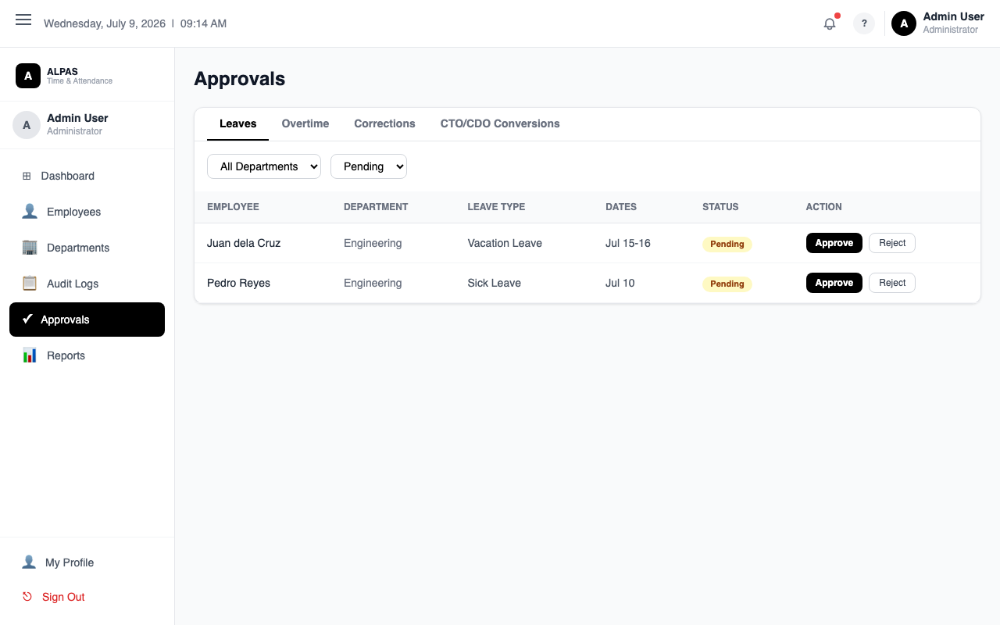 Wednesday, July 9, 2026 | 09:14 AM
?
A
Admin User
Administrator
A
ALPAS
Time & Attendance
A
Admin User
Administrator
Dashboard
Employees
Departments
Audit Logs
Approvals
Reports
My Profile
Sign Out
Approvals
Leaves Overtime Corrections CTO/CDO Conversions
All Departments Pending
EMPLOYEE DEPARTMENT LEAVE TYPE DATES STATUS ACTION
Juan dela Cruz Engineering Vacation Leave Jul 15-16 Pending Approve Reject
Pedro Reyes Engineering Sick Leave Jul 10 Pending Approve Reject